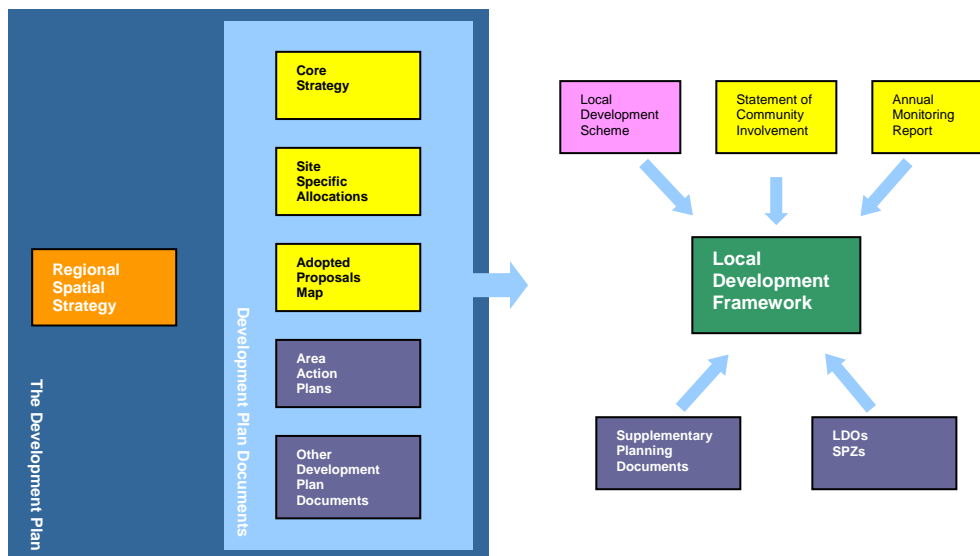 The Development Plan
Regional
Spatial
Strategy
Development Plan Documents
Core
Strategy
Site
Specific
Allocations
Adopted
Proposals
Map
Area
Action
Plans
Other
Development
Plan
Documents
Local
Development
Scheme
Statement of
Community
Involvement
Annual
Monitoring
Report
Local
Development
Framework
Supplementary
Planning
Documents
LDOs
SPZs